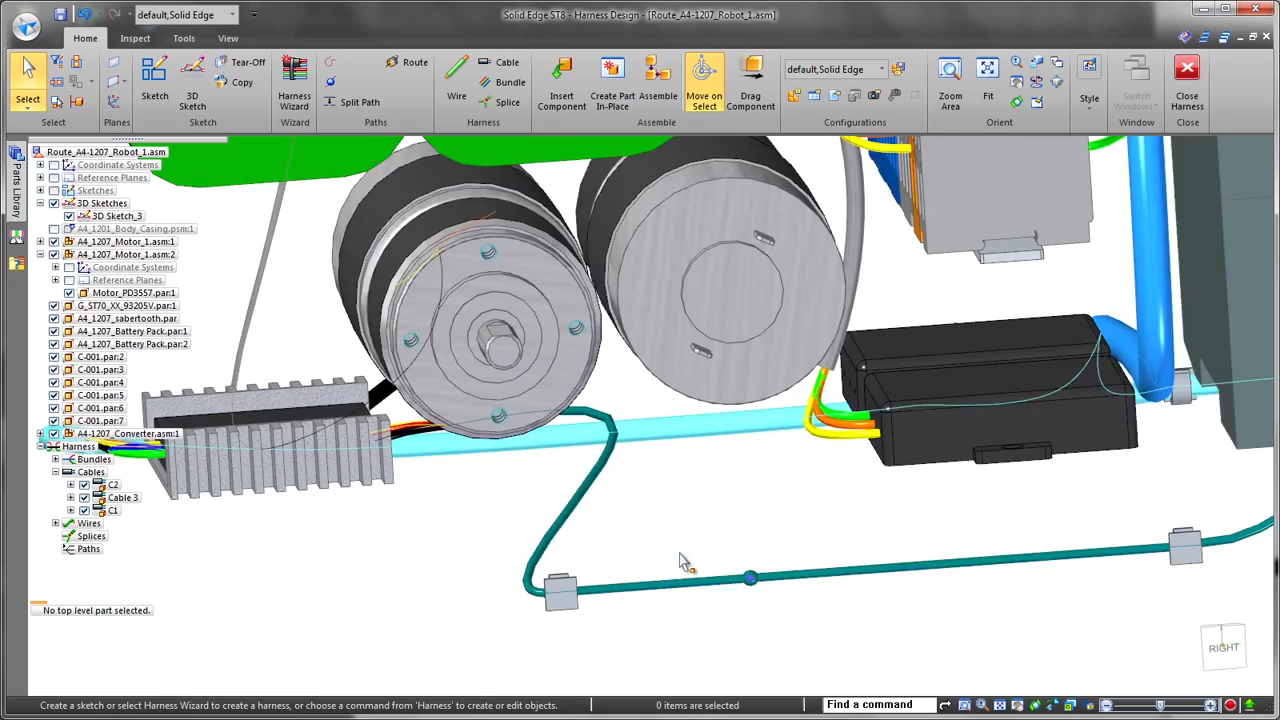 default,Solid Edge
Solid Edge ST8 - Harness Design - [Route_A4-1207_Robot_1.asm]
Home
Inspect
Tools
View
Select
Sketch
3D
Sketch
Tear-Off
Copy
Harness
Wizard
Route
Split Path
Wire
Cable
Bundle
Splice
Insert
Component
Create Part
In-Place
Assemble
Move on
Select
Drag
Component
default,Solid Edge
Zoom
Area
Fit
Style
Switch
Windows
Close
Harness
Select
Planes
Sketch
Wizard
Paths
Harness
Assemble
Configurations
Orient
Window
Close
Parts Library
Route_A4-1207_Robot_1.asm
Coordinate Systems
Reference Planes
Sketches
3D Sketches
3D Sketch_3
A4_1201_Body_Casing.psm:1
A4_1207_Motor_1.asm:1
A4_1207_Motor_1.asm:2
Coordinate Systems
Reference Planes
Motor_PD3557.par:1
G_ST70_XX_93205V.par:1
A4_1207_sabertooth.par
A4_1207_Battery Pack.par:1
A4_1207_Battery Pack.par:2
C-001.par:2
C-001.par:3
C-001.par:4
C-001.par:5
C-001.par:6
C-001.par:7
A4-1207_Converter.asm:1
Harness
Bundles
Cables
C2
Cable 3
C1
Wires
Splices
Paths
No top level part selected.
RIGHT
Create a sketch or select Harness Wizard to create a harness, or choose a command from 'Harness' to create or edit objects.
0 items are selected
Find a command